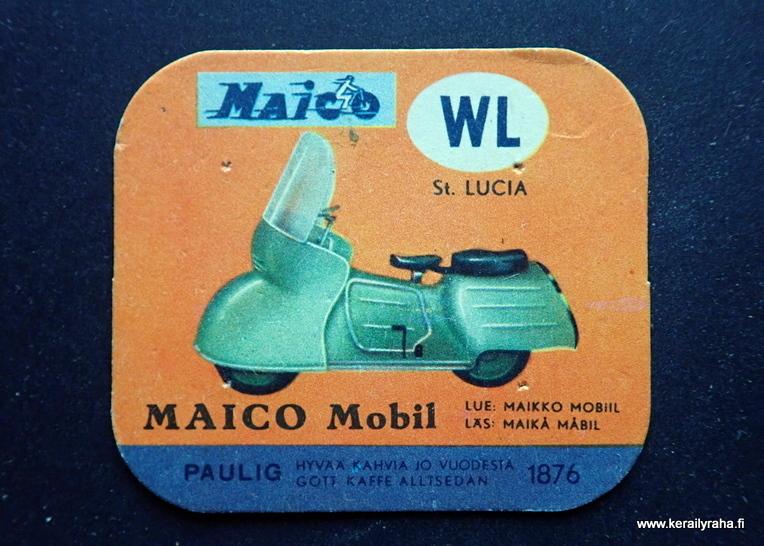 Maico
WL
St. LUCIA
MAICO Mobil
LUE: MAIKKO MOBIIL
LÄS: MAIKÅ MÅBIL
PAULIG
HYVÄÄ KAHVIA JO VUODESTA
GOTT KAFFE ALLTSEDAN
1876
www.kerailyraha.fi